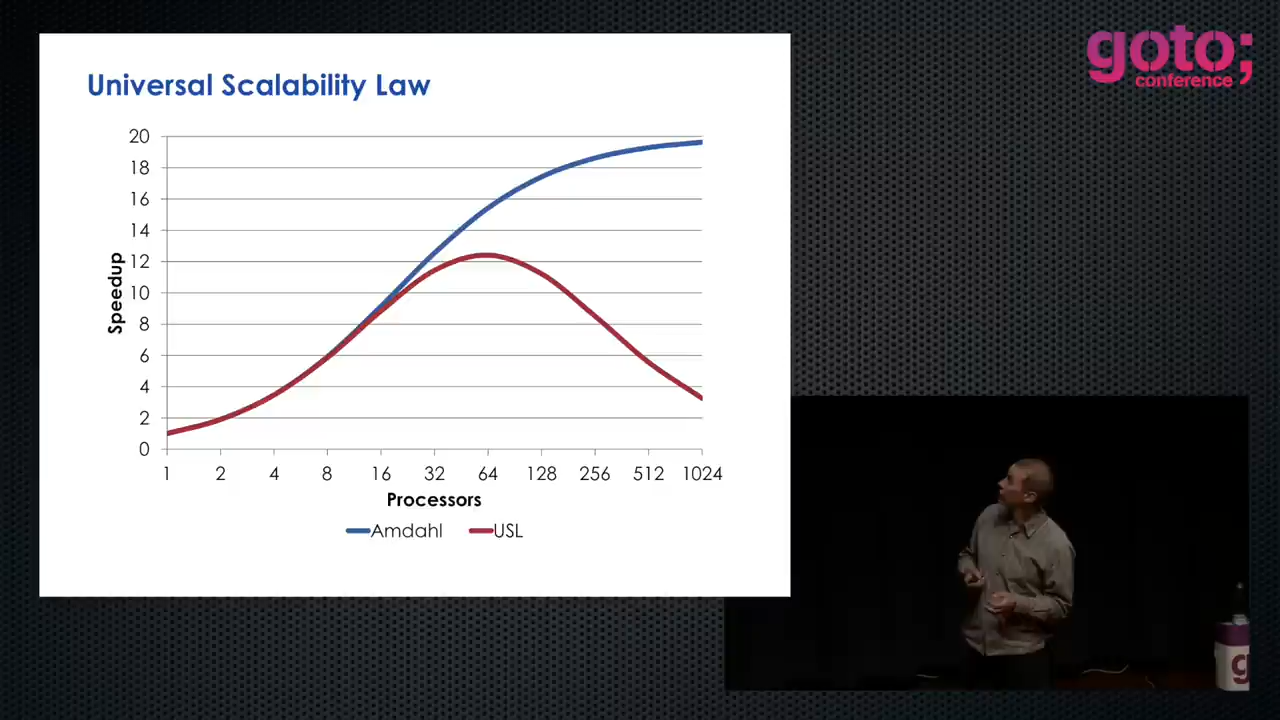 goto;
conference
Universal Scalability Law
20
18
16
14
12
10
8
6
4
2
0
Speedup
1 2 4 8 16 32 64 128 256 512 1024
Processors
Amdahl USL
g